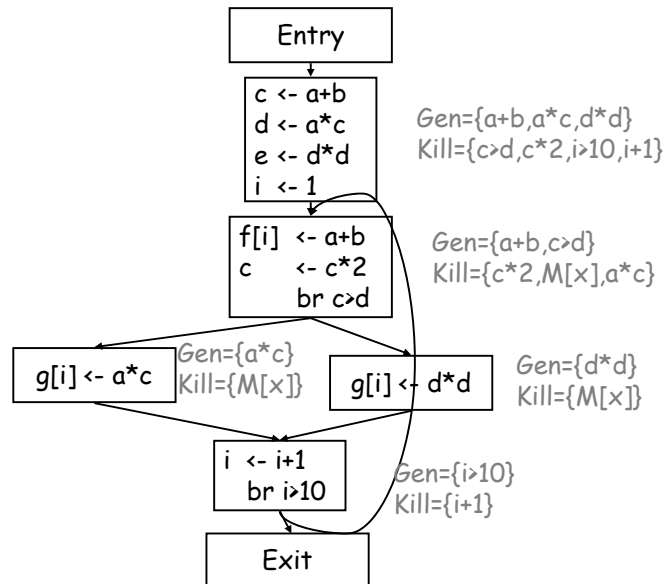 Entry
c <- a+b
d <- a*c
e <- d*d
i <- 1
Gen={a+b,a*c,d*d}
Kill={c>d,c*2,i>10,i+1}
f[i] <- a+b
c <- c*2
br c>d
Gen={a+b,c>d}
Kill={c*2,M[x],a*c}
g[i] <- a*c
Gen={a*c}
Kill={M[x]}
g[i] <- d*d
Gen={d*d}
Kill={M[x]}
i <- i+1
br i>10
Gen={i>10}
Kill={i+1}
Exit